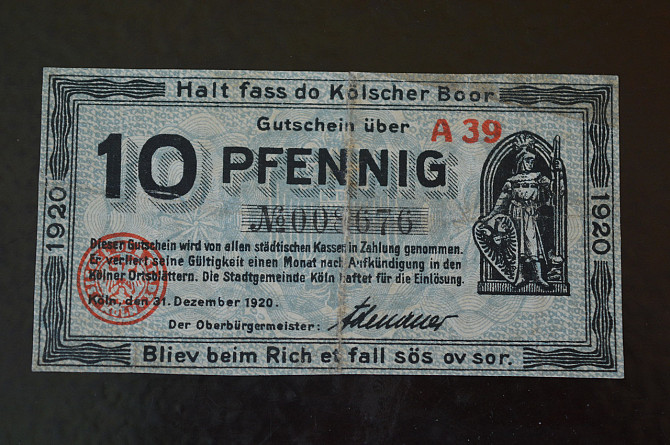 Halt fass do Kölscher Boor
Gutschein über
A 39
10 PFENNIG
1920
1920
Dieser Gutschein wird von allen städtischen Kassen in Zahlung genommen.
Er verliert seine Gültigkeit einen Monat nach Aufkündigung in den
Kölner Ortsblättern. Die Stadtgemeinde Köln haftet für die Einlösung.
Köln, den 31. Dezember 1920.
Der Oberbürgermeister: Adenauer
Bliev beim Rich et fall sös ov sor.